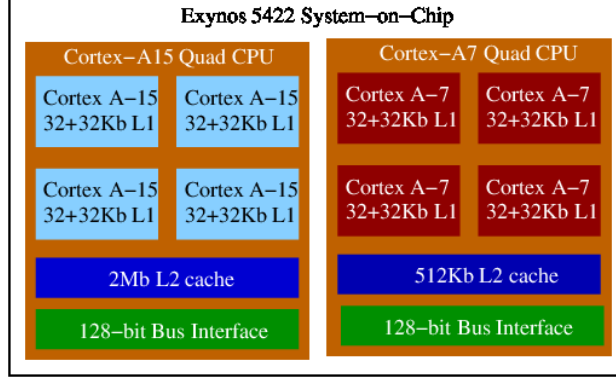 Exynos 5422 System-on-Chip
Cortex-A15 Quad CPU
Cortex A-15
32+32Kb L1
Cortex A-15
32+32Kb L1
Cortex A-15
32+32Kb L1
Cortex A-15
32+32Kb L1
2Mb L2 cache
128-bit Bus Interface
Cortex-A7 Quad CPU
Cortex A-7
32+32Kb L1
Cortex A-7
32+32Kb L1
Cortex A-7
32+32Kb L1
Cortex A-7
32+32Kb L1
512Kb L2 cache
128-bit Bus Interface